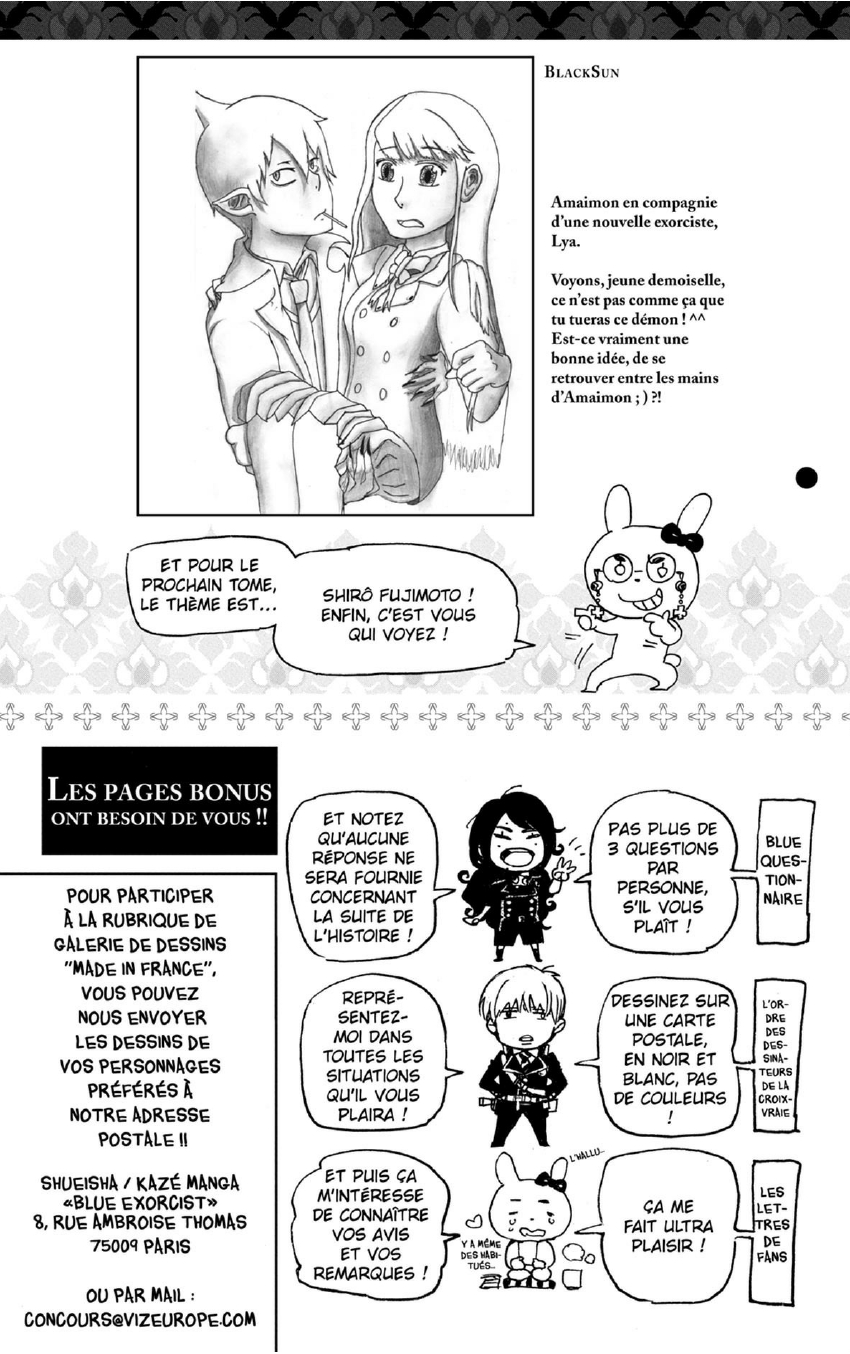 BLACKSUN
Amaimon en compagnie
d'une nouvelle exorciste,
Lya.
Voyons, jeune demoiselle,
ce n'est pas comme ça que
tu tueras ce démon ! ^^
Est-ce vraiment une
bonne idée, de se
retrouver entre les mains
d'Amaimon ; ) ?!
ET POUR LE
PROCHAIN TOME,
LE THÈME EST...
SHIRÔ FUJIMOTO !
ENFIN, C'EST VOUS
QUI VOYEZ !
LES PAGES BONUS
ONT BESOIN DE VOUS !!
POUR PARTICIPER
À LA RUBRIQUE DE
GALERIE DE DESSINS
"MADE IN FRANCE",
VOUS POUVEZ
NOUS ENVOYER
LES DESSINS DE
VOS PERSONNAGES
PRÉFÉRÉS À
NOTRE ADRESSE
POSTALE !!
SHUEISHA / KAZÉ MANGA
«BLUE EXORCIST»
8, RUE AMBROISE THOMAS
75009 PARIS
OU PAR MAIL :
CONCOURS@VIZEUROPE.COM
BLUE
QUES-
TION-
NAIRE
PAS PLUS DE
3 QUESTIONS
PAR
PERSONNE,
S'IL VOUS
PLAÎT !
ET NOTEZ
QU'AUCUNE
RÉPONSE NE
SERA FOURNIE
CONCERNANT
LA SUITE DE
L'HISTOIRE !
L'OR-
DRE
DES
DES-
SINA-
TEURS
DE LA
CROIX-
VRAIE
DESSINEZ SUR
UNE CARTE
POSTALE,
EN NOIR ET
BLANC, PAS
DE COULEURS
!
REPRÉ-
SENTEZ-
MOI DANS
TOUTES LES
SITUATIONS
QU'IL VOUS
PLAIRA !
LES
LET-
TRES
DE
FANS
ÇA ME
FAIT ULTRA
PLAISIR !
L'HALLU...
Y A MÊME
DES HABI-
TUÉS...
ET PUIS ÇA
M'INTÉRESSE
DE CONNAÎTRE
VOS AVIS
ET VOS
REMARQUES !